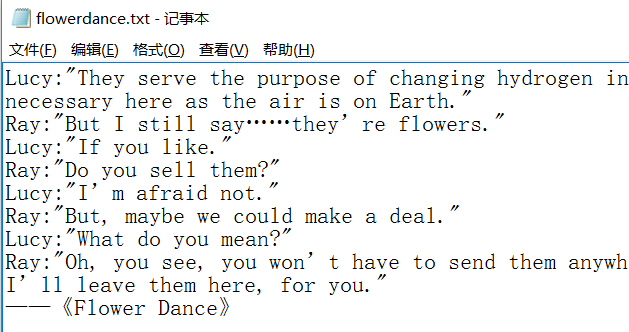 flowerdance.txt - 记事本
文件(F) 编辑(E) 格式(O) 查看(V) 帮助(H)
Lucy:"They serve the purpose of changing hydrogen in
necessary here as the air is on Earth."
Ray:"But I still say……they’re flowers."
Lucy:"If you like."
Ray:"Do you sell them?"
Lucy:"I’m afraid not."
Ray:"But, maybe we could make a deal."
Lucy:"What do you mean?"
Ray:"Oh, you see, you won’t have to send them anywh
I’ll leave them here, for you."
——《Flower Dance》